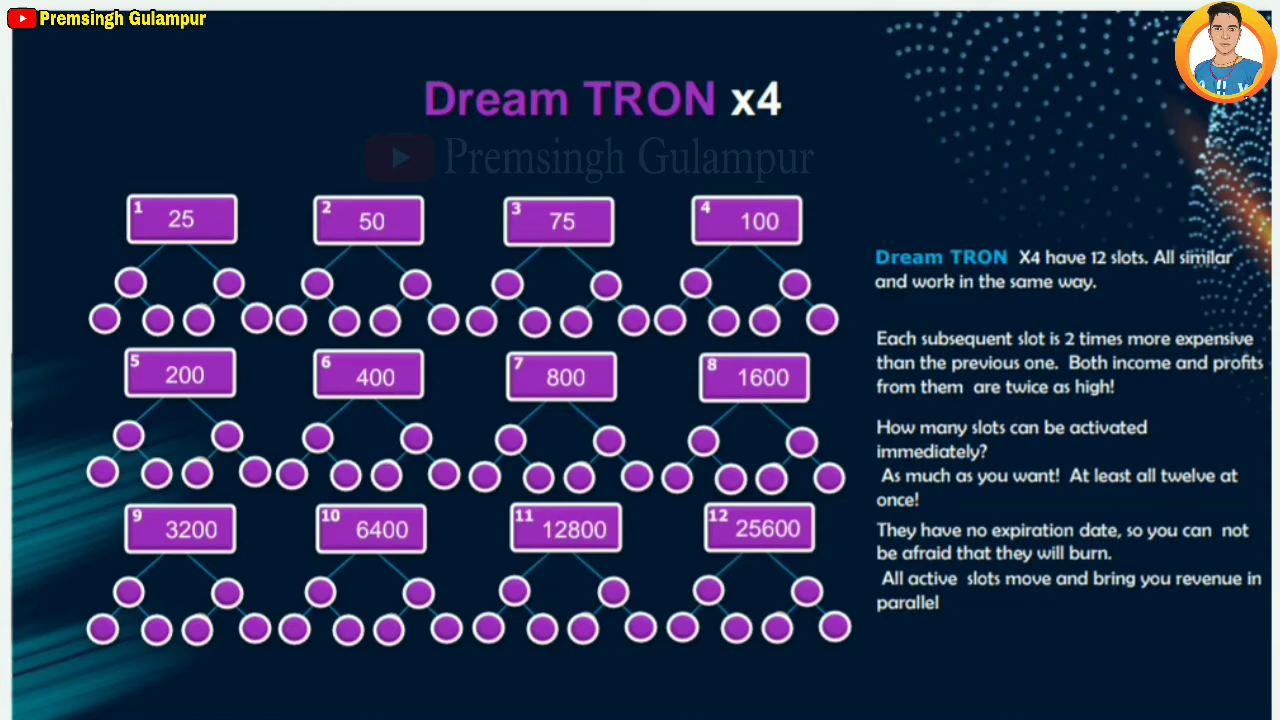 Premsingh Gulampur
Dream TRON x4
Premsingh Gulampur
1 25
2 50
3 75
4 100
5 200
6 400
7 800
8 1600
9 3200
10 6400
11 12800
12 25600
Dream TRON X4 have 12 slots. All similar
and work in the same way.
Each subsequent slot is 2 times more expensive
than the previous one. Both income and profits
from them are twice as high!
How many slots can be activated
immediately?
As much as you want! At least all twelve at
once!
They have no expiration date, so you can not
be afraid that they will burn.
All active slots move and bring you revenue in
parallel